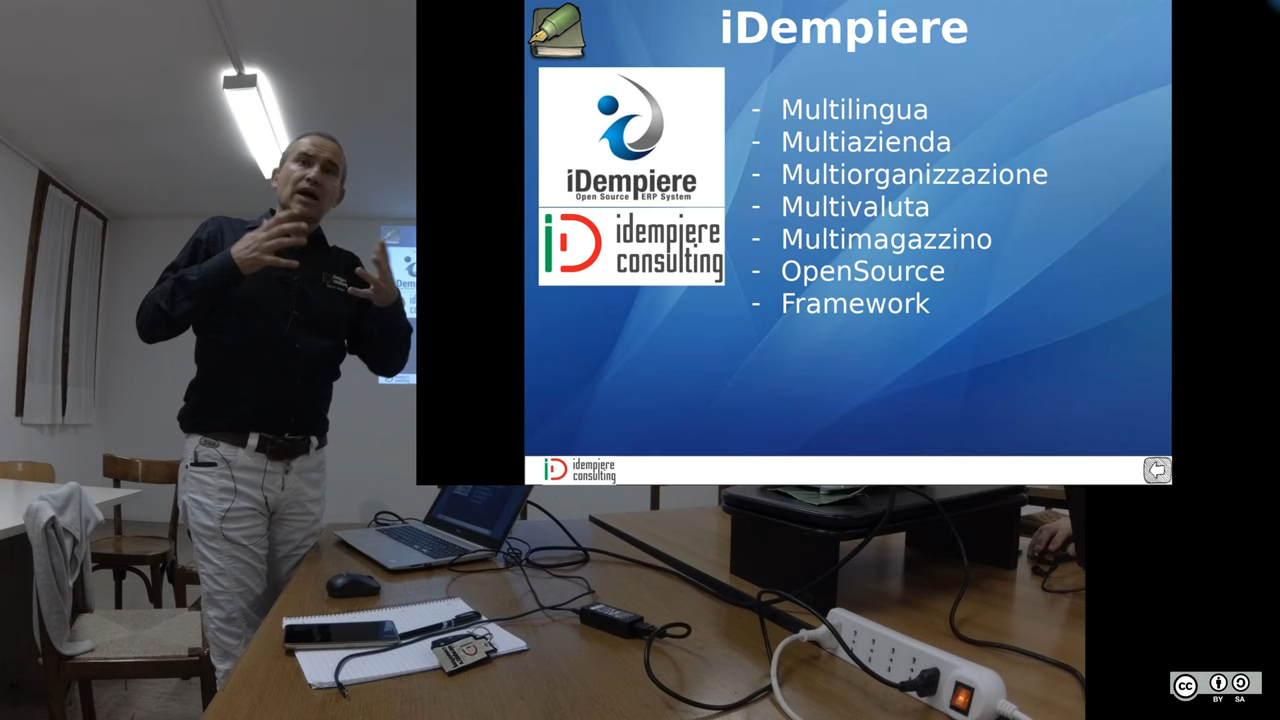 iDempiere
iDempiere
Open Source ERP System
idempiere
consulting
- Multilingua
- Multiazienda
- Multiorganizzazione
- Multivaluta
- Multimagazzino
- OpenSource
- Framework
idempiere
consulting
cc
BY SA